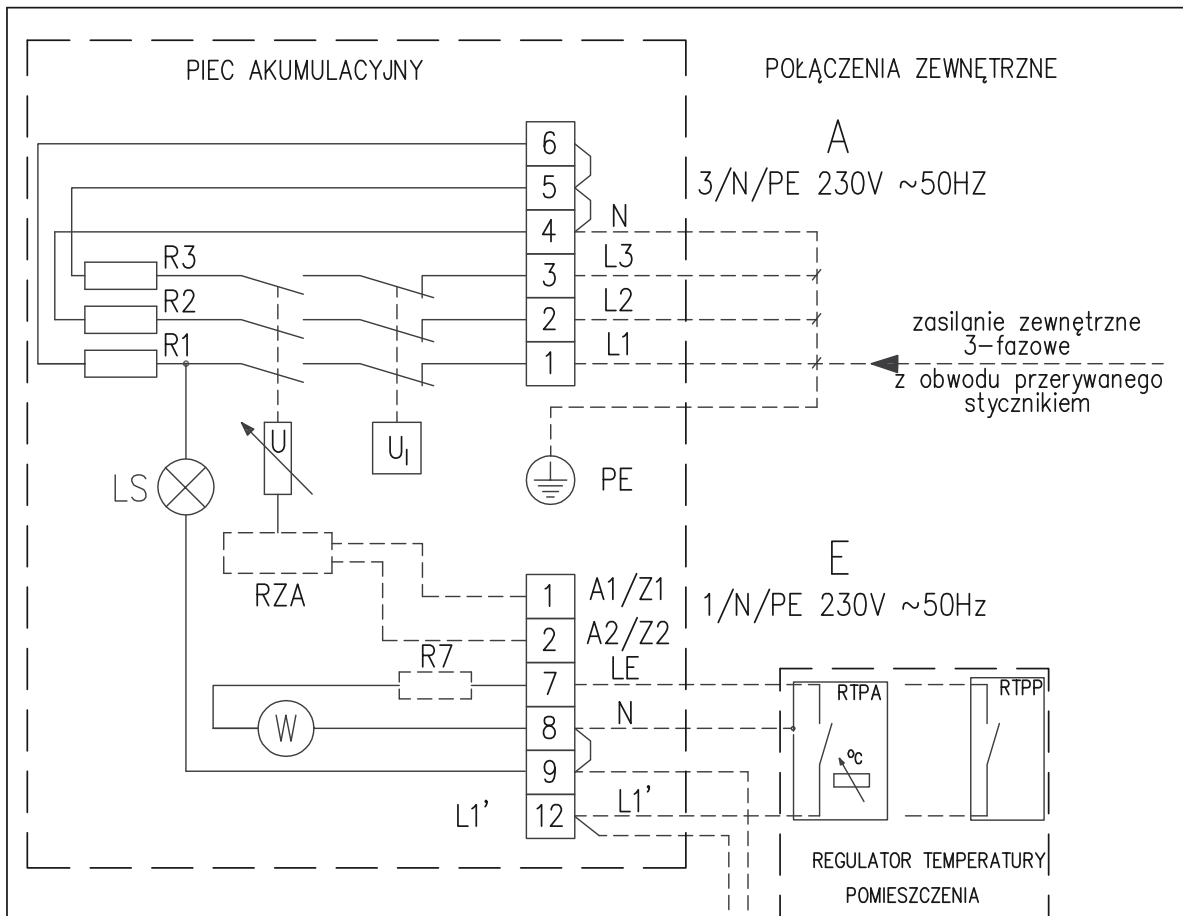 PIEC AKUMULACYJNY
POŁĄCZENIA ZEWNĘTRZNE
A
3/N/PE 230V ~50HZ
6
5
4
N
R3
3
L3
R2
2
L2
R1
1
L1
zasilanie zewnętrzne
3-fazowe
z obwodu przerywanego
stycznikiem
U
UI
LS
PE
RZA
E
1/N/PE 230V ~50Hz
1
A1/Z1
2
A2/Z2
R7
7
LE
W
8
N
9
L1'
12
L1'
RTPA
RTPP
°C
REGULATOR TEMPERATURY
POMIESZCZENIA